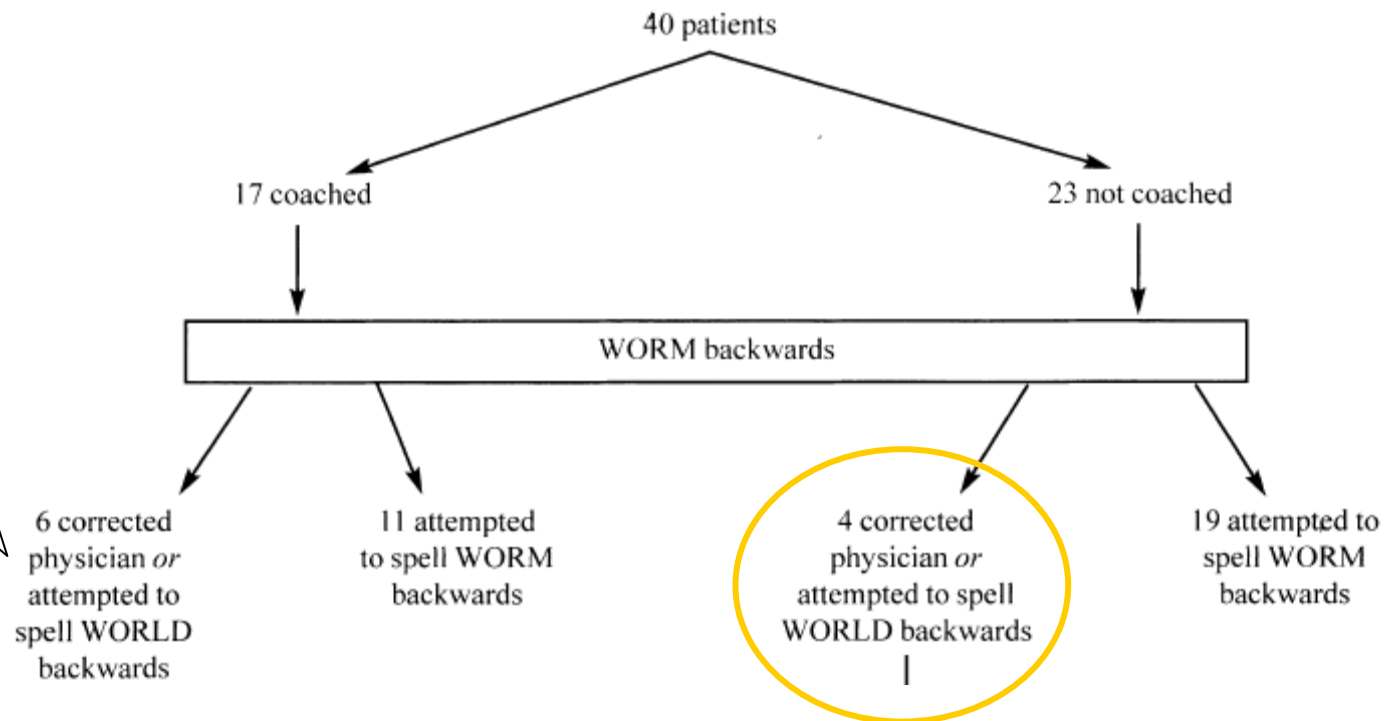 40 patients
17 coached
23 not coached
WORM backwards
6 corrected
physician or
attempted to
spell WORLD
backwards
11 attempted
to spell WORM
backwards
4 corrected
physician or
attempted to spell
WORLD backwards
19 attempted to
spell WORM
backwards